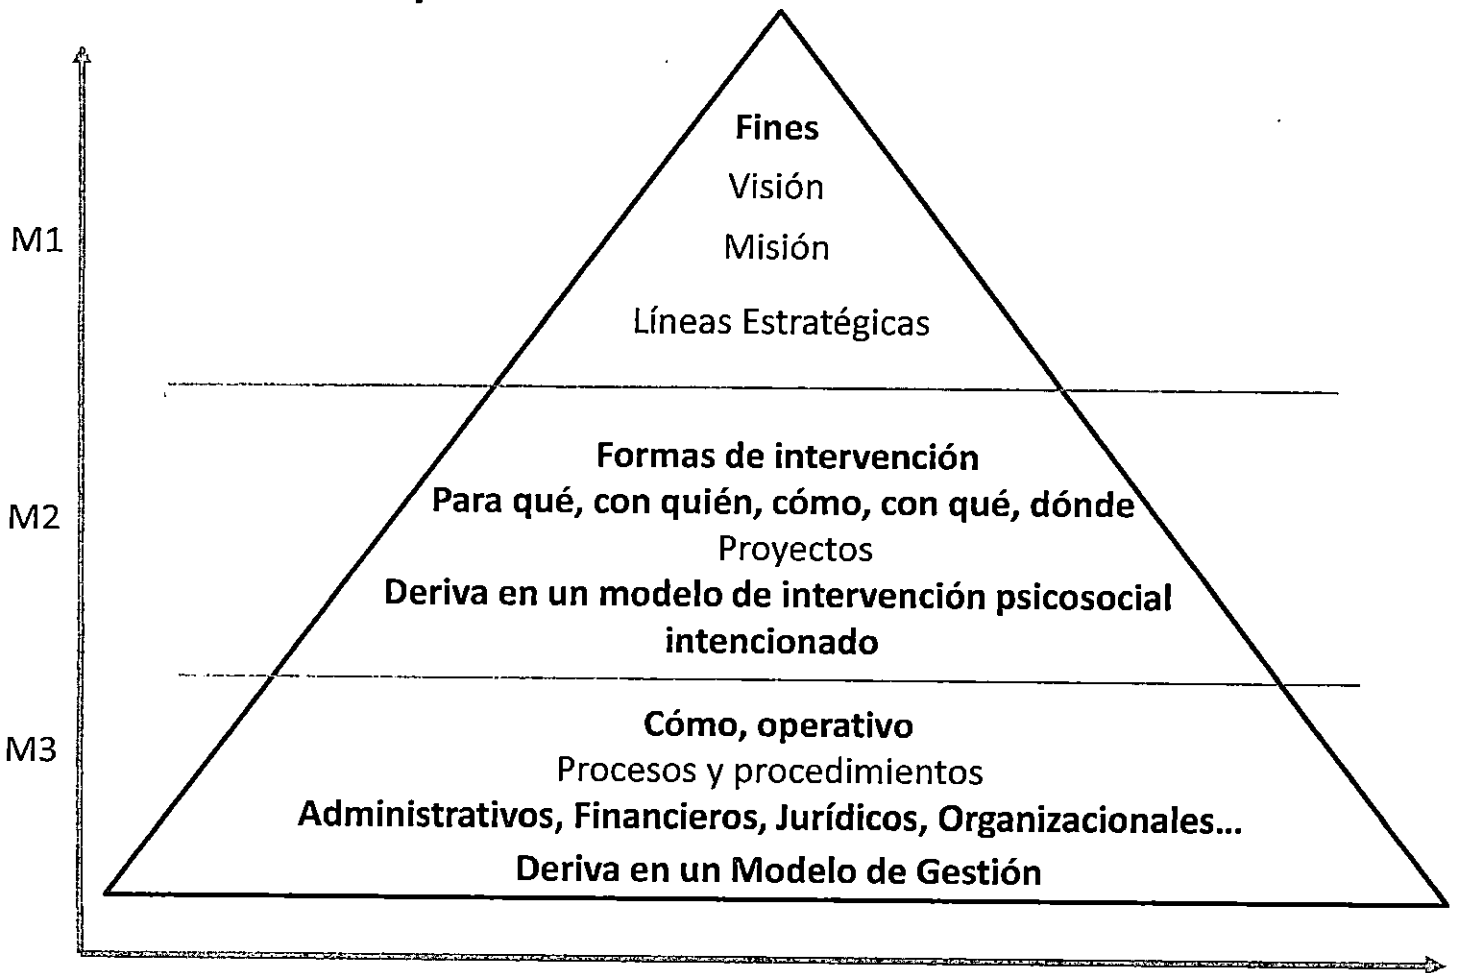 Fines
Visión
M1
Misión
Líneas Estratégicas
Formas de intervención
Para qué, con quién, cómo, con qué, dónde
M2
Proyectos
Deriva en un modelo de intervención psicosocial
intencionado
Cómo, operativo
M3
Procesos y procedimientos
Administrativos, Financieros, Jurídicos, Organizacionales...
Deriva en un Modelo de Gestión